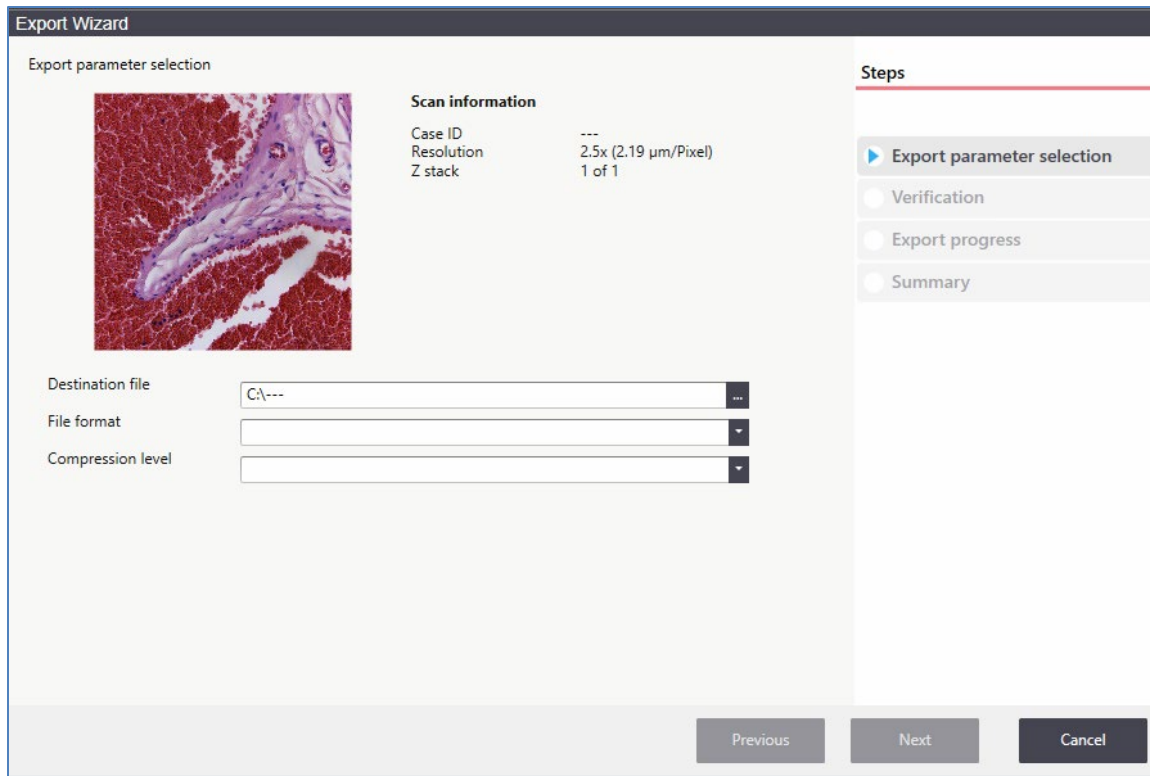 Export Wizard
Export parameter selection
Scan information
Case ID ---
Resolution 2.5x (2.19 µm/Pixel)
Z stack 1 of 1
Destination file C:\--- ...
File format
Compression level
Steps
Export parameter selection
Verification
Export progress
Summary
Previous Next Cancel